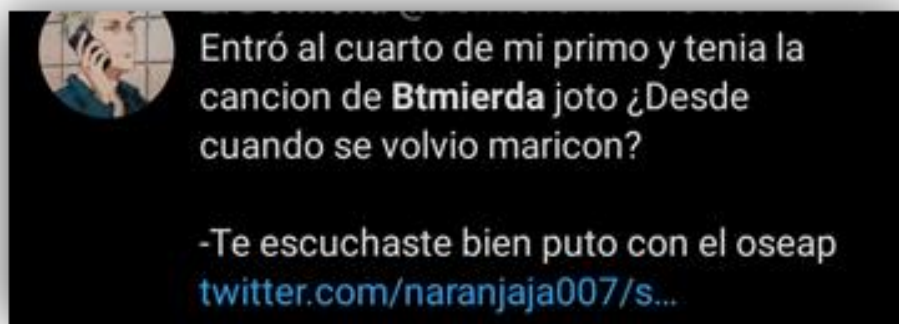 Entró al cuarto de mi primo y tenia la
cancion de Btmierda joto ¿Desde
cuando se volvio maricon?
-Te escuchaste bien puto con el oseap
twitter.com/naranjaja007/s...